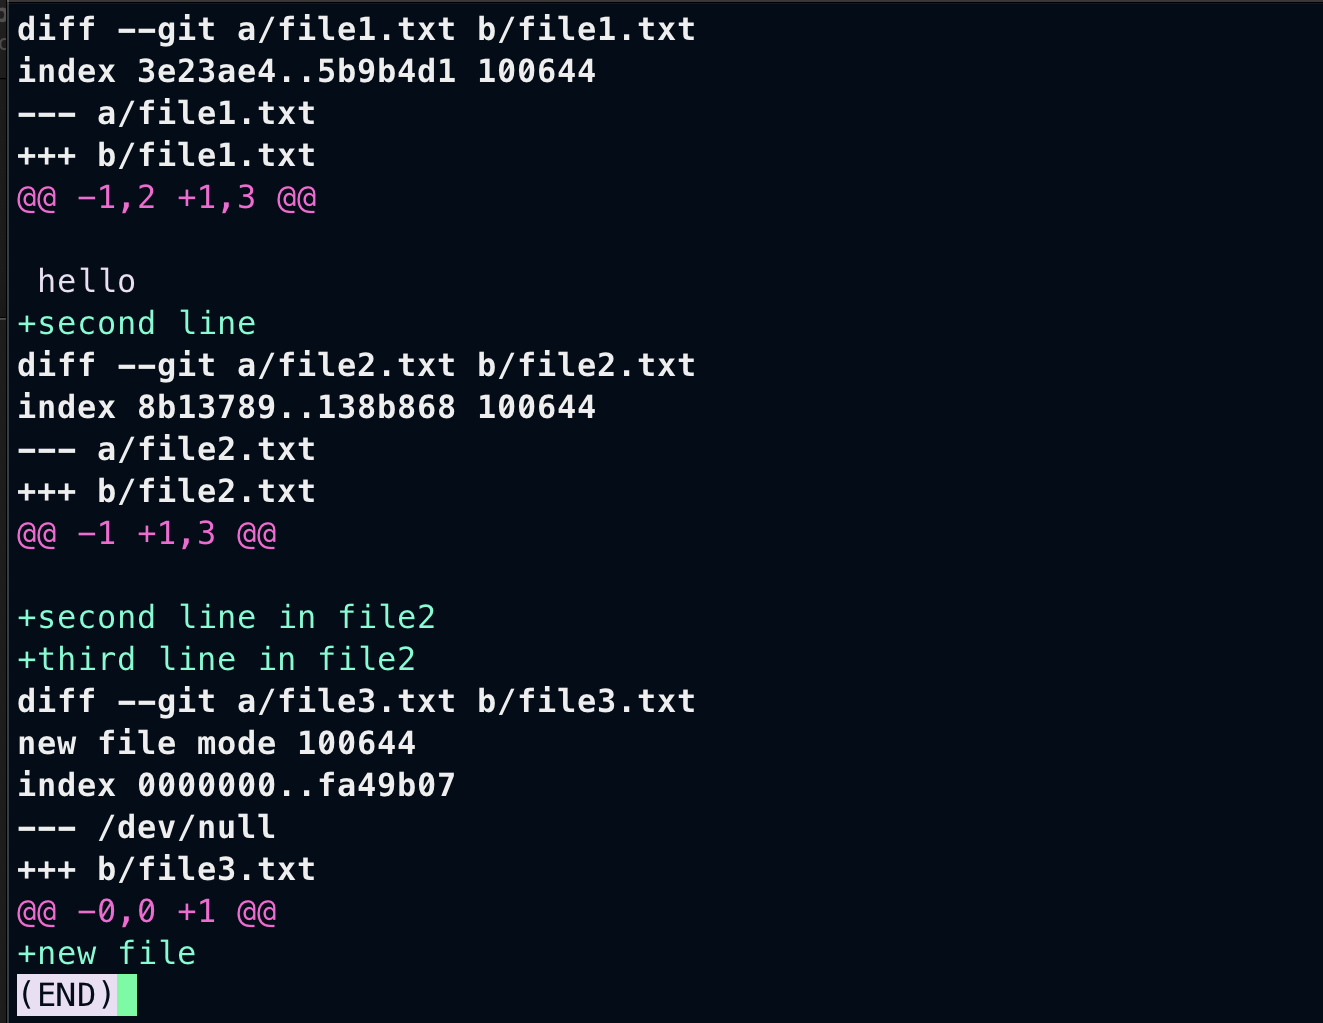 diff --git a/file1.txt b/file1.txt
index 3e23ae4..5b9b4d1 100644
--- a/file1.txt
+++ b/file1.txt
@@ -1,2 +1,3 @@

 hello
+second line
diff --git a/file2.txt b/file2.txt
index 8b13789..138b868 100644
--- a/file2.txt
+++ b/file2.txt
@@ -1 +1,3 @@

+second line in file2
+third line in file2
diff --git a/file3.txt b/file3.txt
new file mode 100644
index 0000000..fa49b07
--- /dev/null
+++ b/file3.txt
@@ -0,0 +1 @@
+new file
(END)